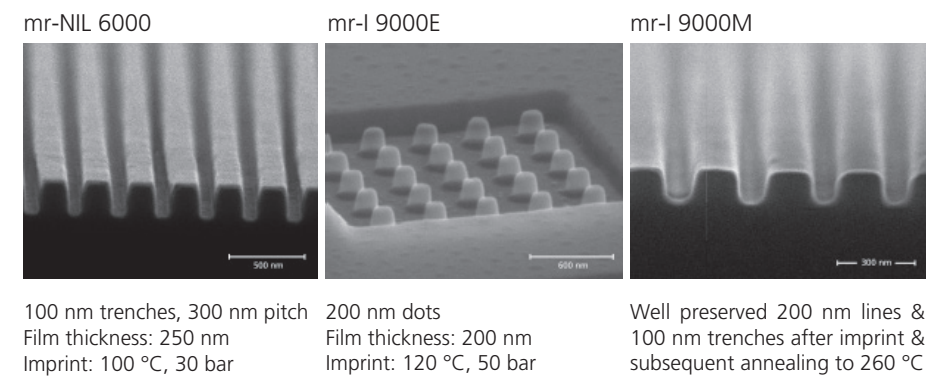 mr-NIL 6000
mr-I 9000E
mr-I 9000M
500 nm
600 nm
300 nm
100 nm trenches, 300 nm pitch
Film thickness: 250 nm
Imprint: 100 °C, 30 bar
200 nm dots
Film thickness: 200 nm
Imprint: 120 °C, 50 bar
Well preserved 200 nm lines &
100 nm trenches after imprint &
subsequent annealing to 260 °C